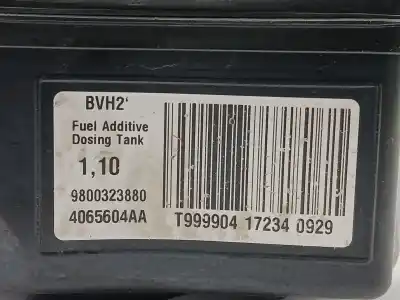 BVH2'
Fuel Additive
Dosing Tank
1,10
9800323880
4065604AA
T999904 17234 0929